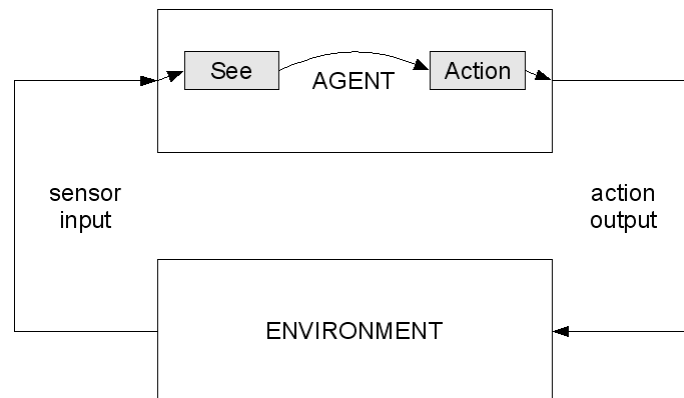 See
AGENT
Action
sensor
input
action
output
ENVIRONMENT